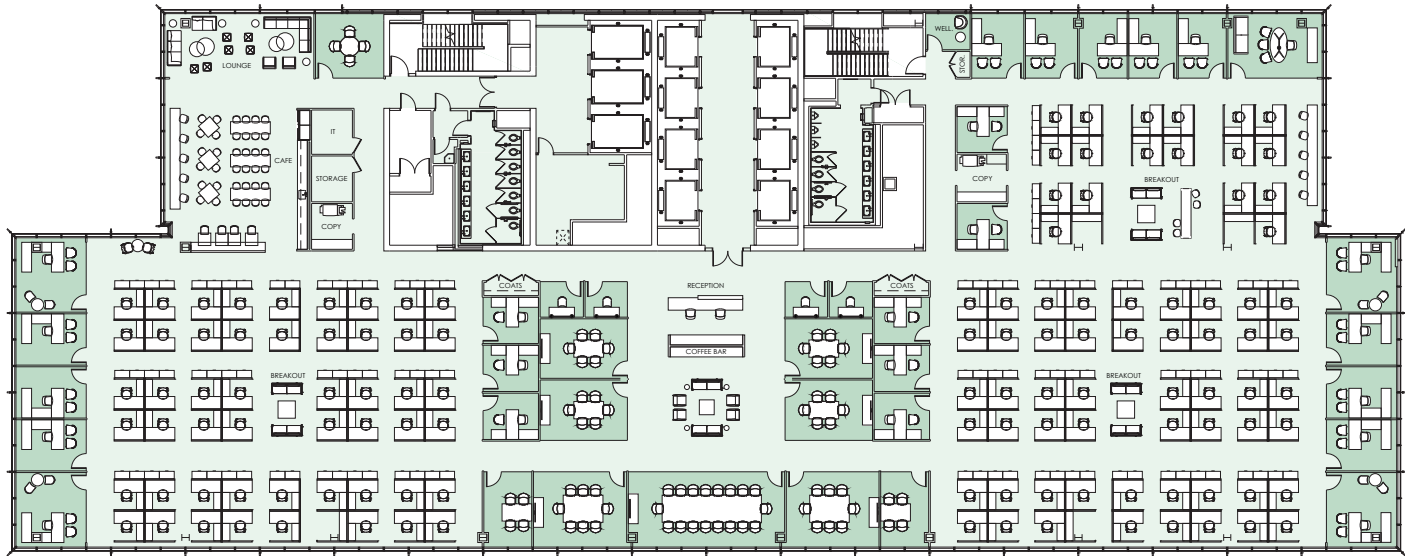 WELL.
STOR.
LOUNGE
IT
CAFE
STORAGE
COPY
COPY
BREAKOUT
COATS
RECEPTION
COATS
COFFEE BAR
BREAKOUT
BREAKOUT